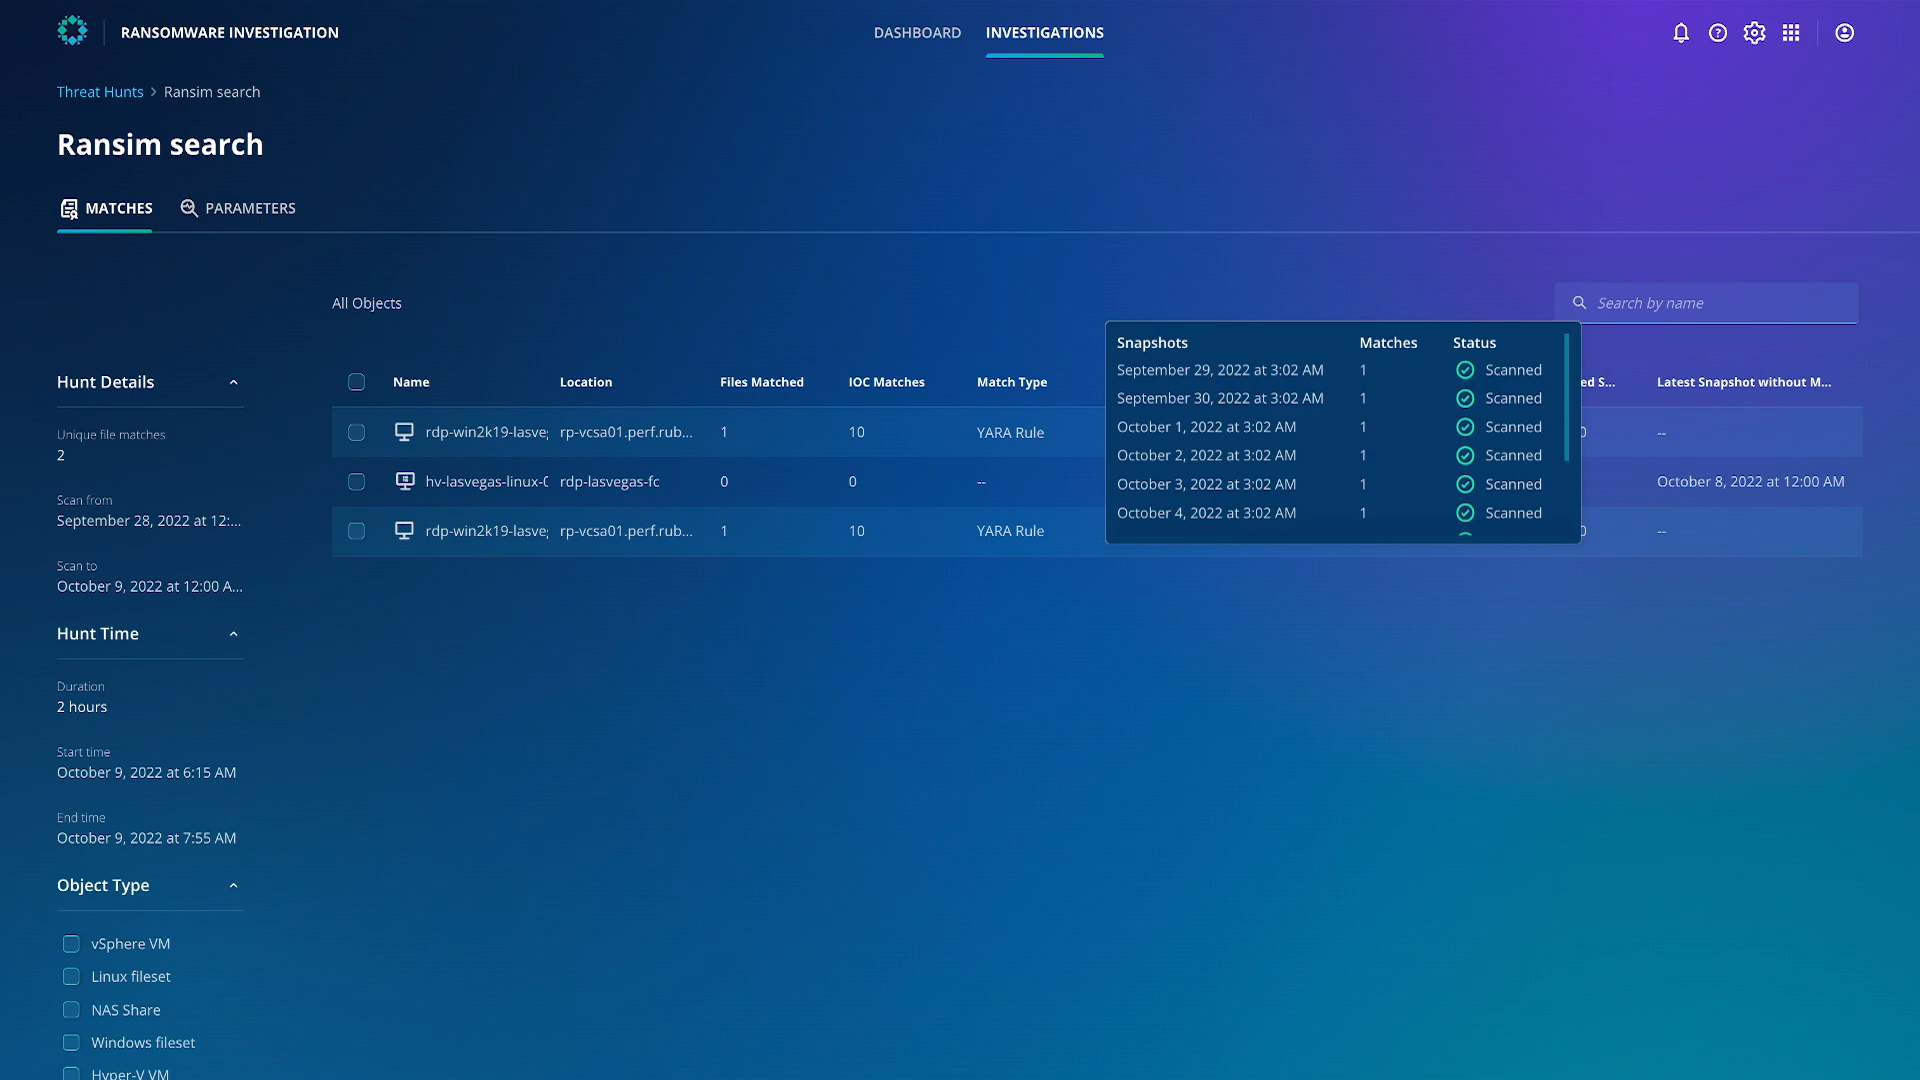 RANSOMWARE INVESTIGATION
DASHBOARD
INVESTIGATIONS
Threat Hunts > Ransim search
Ransim search
MATCHES
PARAMETERS
All Objects
Search by name
Hunt Details
Unique file matches
2
Scan from
September 28, 2022 at 12:...
Scan to
October 9, 2022 at 12:00 A...
Hunt Time
Duration
2 hours
Start time
October 9, 2022 at 6:15 AM
End time
October 9, 2022 at 7:55 AM
Object Type
vSphere VM
Linux fileset
NAS Share
Windows fileset
Hyper-V VM
Name Location Files Matched IOC Matches Match Type ed S... Latest Snapshot without M...
rdp-win2k19-lasve rp-vcsa01.perf.rub... 1 10 YARA Rule --
hv-lasvegas-linux- rdp-lasvegas-fc 0 0 -- October 8, 2022 at 12:00 AM
rdp-win2k19-lasve rp-vcsa01.perf.rub... 1 10 YARA Rule --
Snapshots Matches Status
September 29, 2022 at 3:02 AM 1 Scanned
September 30, 2022 at 3:02 AM 1 Scanned
October 1, 2022 at 3:02 AM 1 Scanned
October 2, 2022 at 3:02 AM 1 Scanned
October 3, 2022 at 3:02 AM 1 Scanned
October 4, 2022 at 3:02 AM 1 Scanned